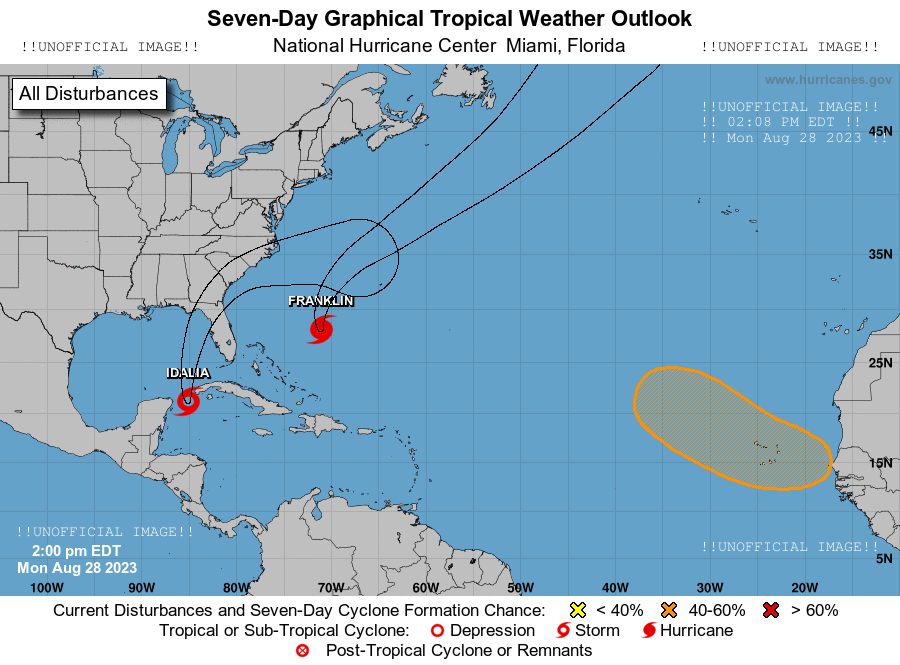 Seven-Day Graphical Tropical Weather Outlook
National Hurricane Center Miami, Florida
!!UNOFFICIAL IMAGE!!
!!UNOFFICIAL IMAGE!!
All Disturbances
www.hurricanes.gov
!!UNOFFICIAL IMAGE!!
!! 02:08 PM EDT !!
!! Mon Aug 28 2023 !!
45N
35N
FRANKLIN
25N
IDALIA
15N
!!UNOFFICIAL IMAGE!!
2:00 pm EDT
Mon Aug 28 2023
!!UNOFFICIAL IMAGE!!
5N
100W 90W 80W 70W 60W 50W 40W 30W 20W
Current Disturbances and Seven-Day Cyclone Formation Chance: < 40% 40-60% > 60%
Tropical or Sub-Tropical Cyclone: Depression Storm Hurricane
Post-Tropical Cyclone or Remnants